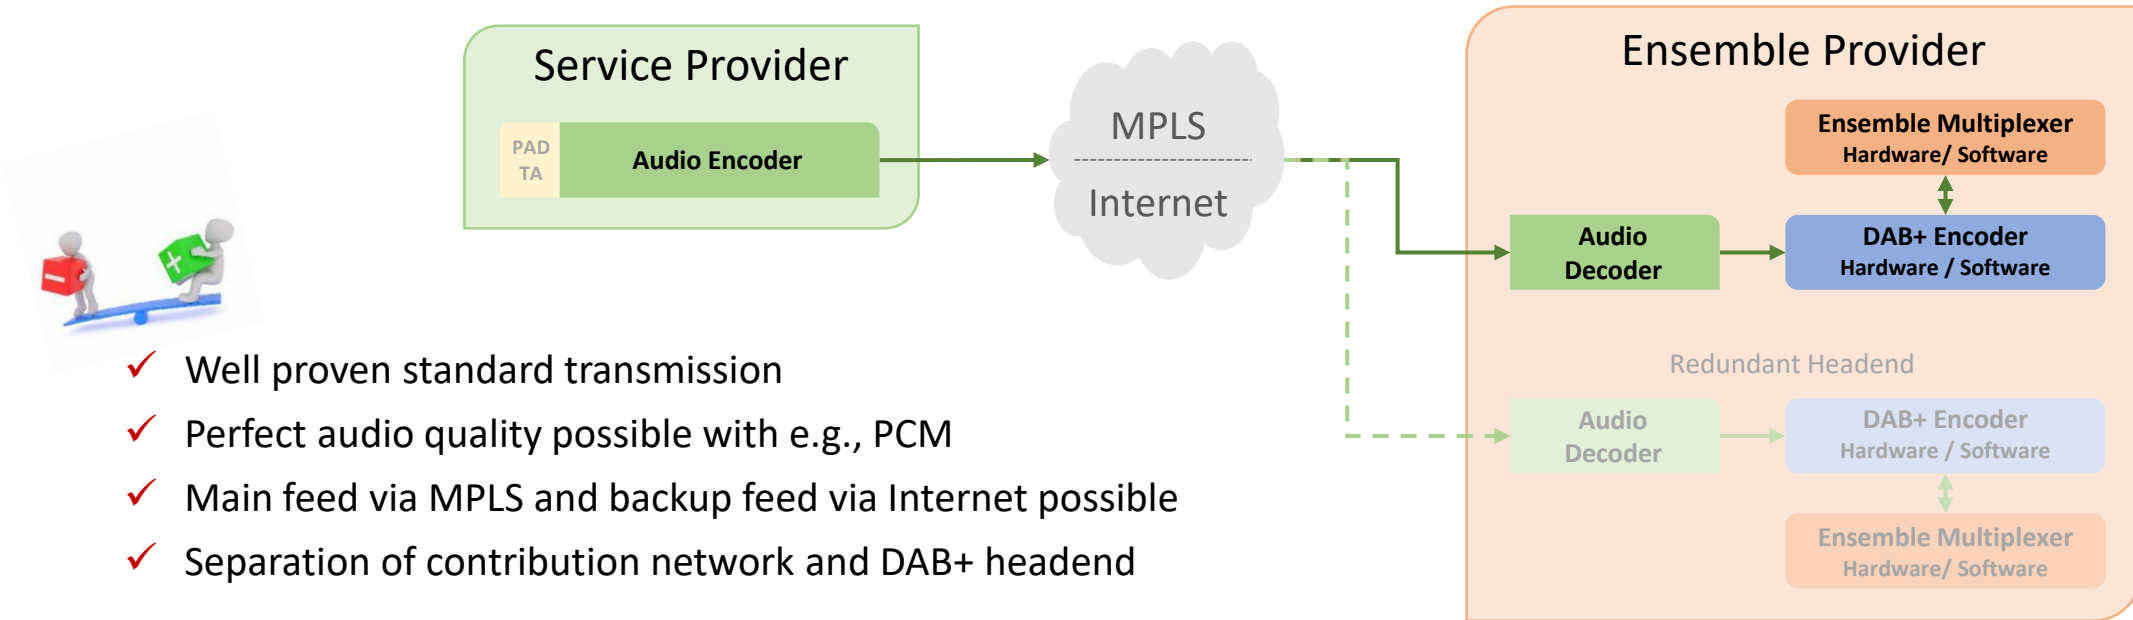 Service Provider
PAD
TA
Audio Encoder
MPLS
Internet
Ensemble Provider
Ensemble Multiplexer
Hardware/ Software
Audio
Decoder
DAB+ Encoder
Hardware / Software
Redundant Headend
Audio
Decoder
DAB+ Encoder
Hardware / Software
Ensemble Multiplexer
Hardware/ Software
✓ Well proven standard transmission
✓ Perfect audio quality possible with e.g., PCM
✓ Main feed via MPLS and backup feed via Internet possible
✓ Separation of contribution network and DAB+ headend